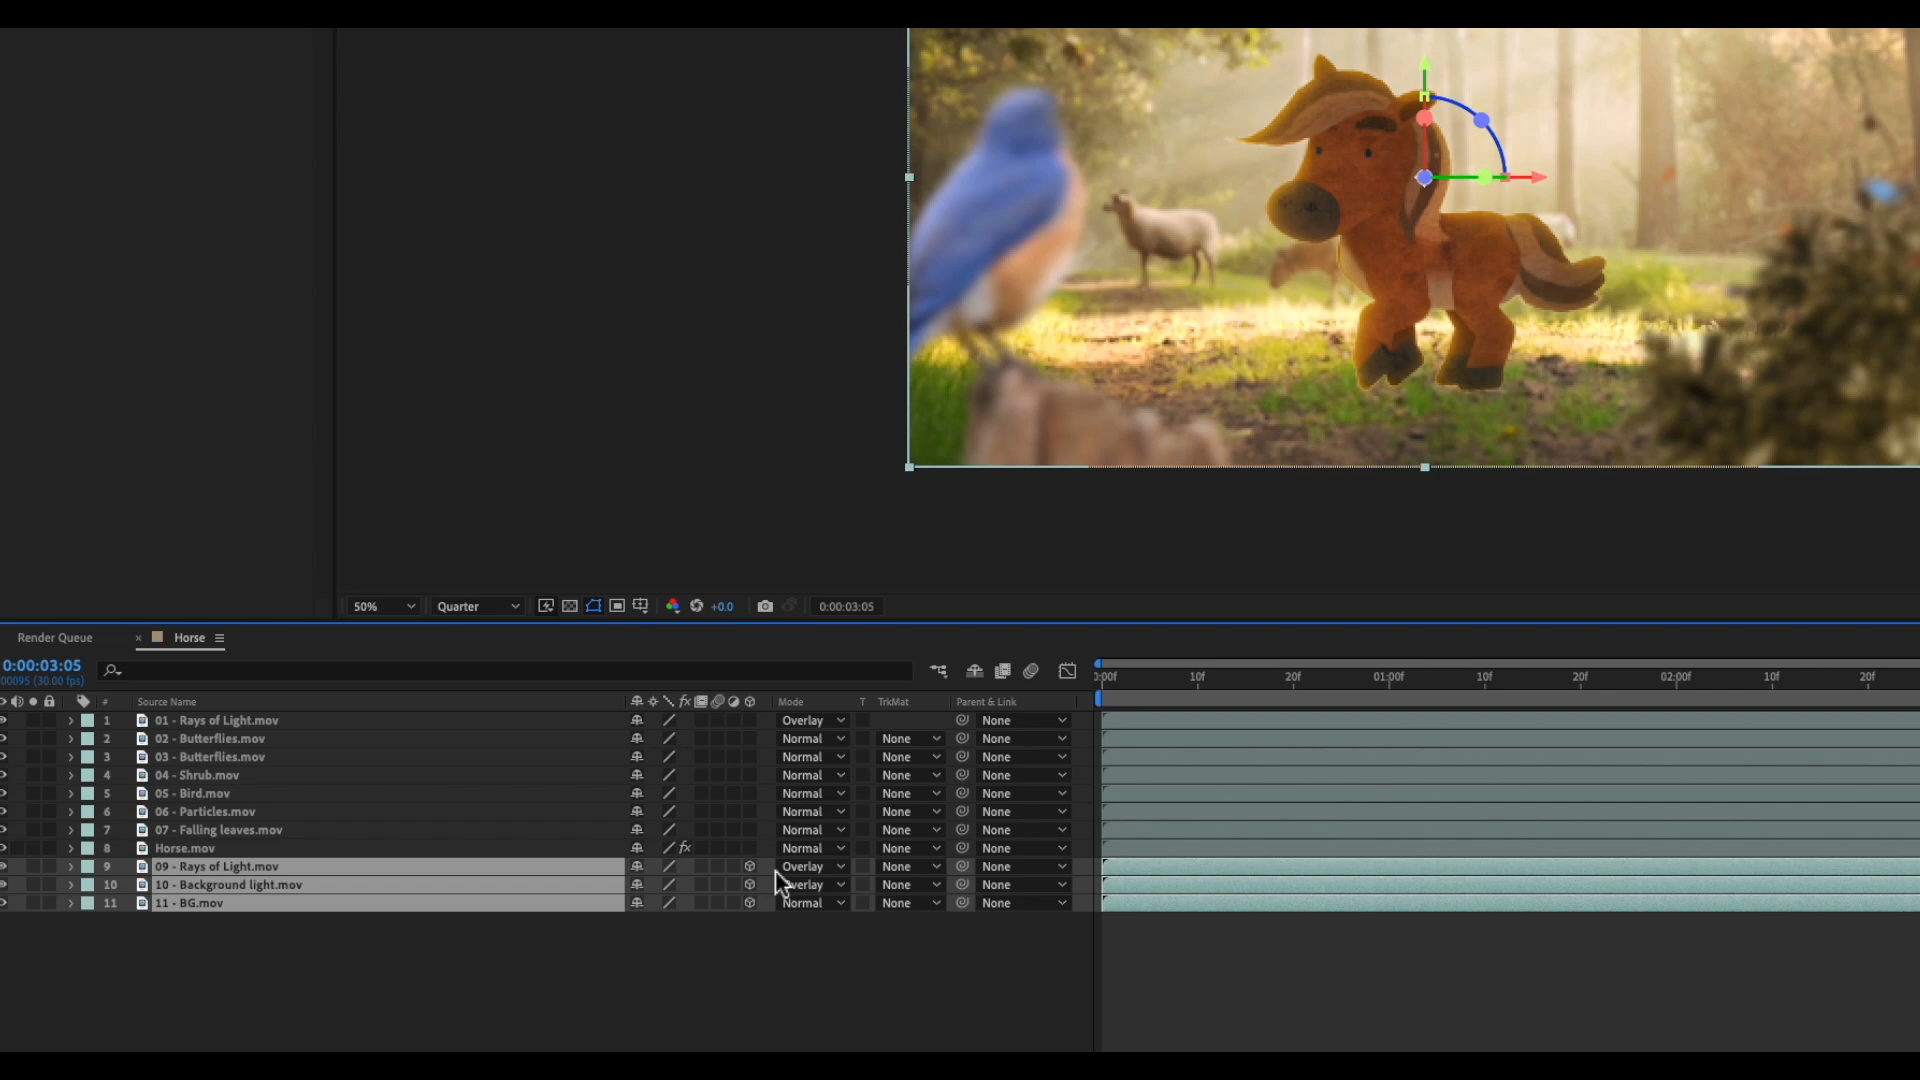 50% Quarter +0.0 0:00:03:05
Render Queue × Horse
0:00:03:05
00095 (30.00 fps)
0:00f 10f 20f 01:00f 10f 20f 02:00f 10f 20f
# Source Name fx Mode T TrkMat Parent & Link
1 01 - Rays of Light.mov Overlay None
2 02 - Butterflies.mov Normal None None
3 03 - Butterflies.mov Normal None None
4 04 - Shrub.mov Normal None None
5 05 - Bird.mov Normal None None
6 06 - Particles.mov Normal None None
7 07 - Falling leaves.mov Normal None None
8 Horse.mov fx Normal None None
9 09 - Rays of Light.mov Overlay None None
10 10 - Background light.mov verlay None None
11 11 - BG.mov Normal None None